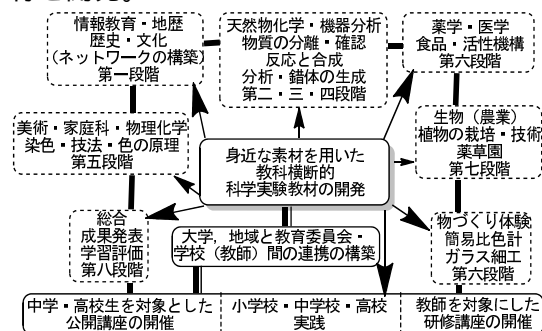 情報教育・地歴
歴史・文化
(ネットワークの構築)
第一段階
天然物化学・機器分析
物質の分離・確認
反応と合成
分析・錯体の生成
第二・三・四段階
薬学・医学
食品・活性機構
第六段階
美術・家庭科・物理化学
染色・技法・色の原理
第五段階
身近な素材を用いた
教科横断的
科学実験教材の開発
生物（農業）
植物の栽培・技術
薬草園
第七段階
総合
成果発表
学習評価
第八段階
大学，地域と教育委員会・
学校（教師）間の連携の構築
物づくり体験
簡易比色計
ガラス細工
第六段階
中学・高校生を対象とした
公開講座の開催
小学校・中学校・高校
実践
教師を対象にした
研修講座の開催